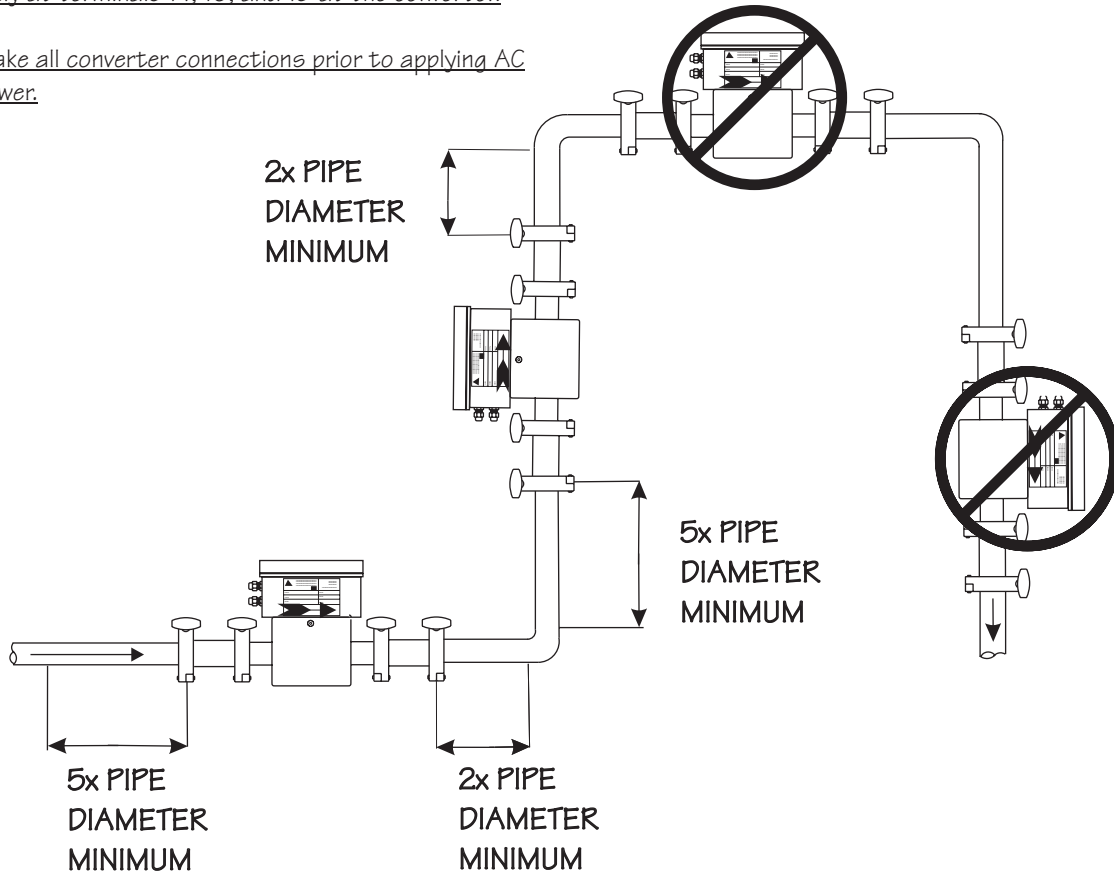 ake all converter connections prior to applying AC
wer.
2x PIPE
DIAMETER
MINIMUM
5x PIPE
DIAMETER
MINIMUM
5x PIPE
DIAMETER
MINIMUM
2x PIPE
DIAMETER
MINIMUM